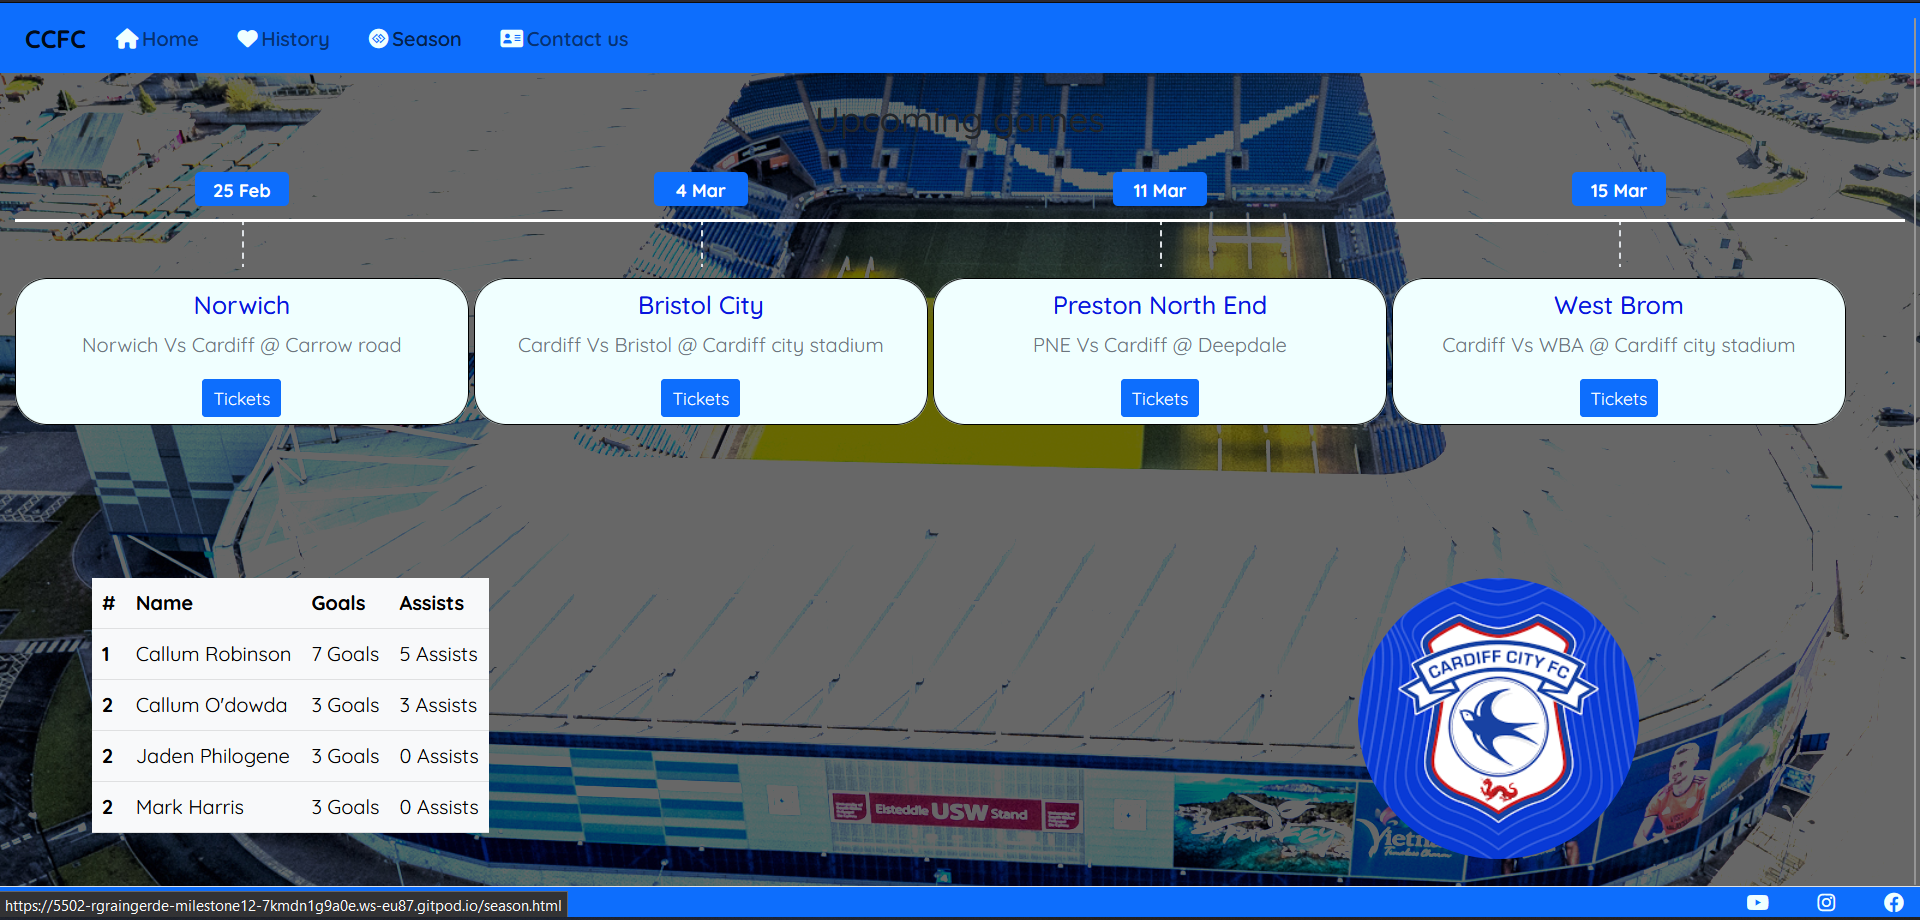 CCFC Home History Season Contact us
Upcoming games
25 Feb 4 Mar 11 Mar 15 Mar
Norwich Bristol City Preston North End West Brom
Norwich Vs Cardiff @ Carrow road Cardiff Vs Bristol @ Cardiff city stadium PNE Vs Cardiff @ Deepdale Cardiff Vs WBA @ Cardiff city stadium
Tickets Tickets Tickets Tickets
# Name Goals Assists
1 Callum Robinson 7 Goals 5 Assists
2 Callum O'dowda 3 Goals 3 Assists
2 Jaden Philogene 3 Goals 0 Assists
2 Mark Harris 3 Goals 0 Assists
CARDIFF CITY FC
Eisteddle USW Stand
Timeless Charm
https://5502-rgraingerde-milestone12-7kmdn1g9a0e.ws-eu87.gitpod.io/season.html